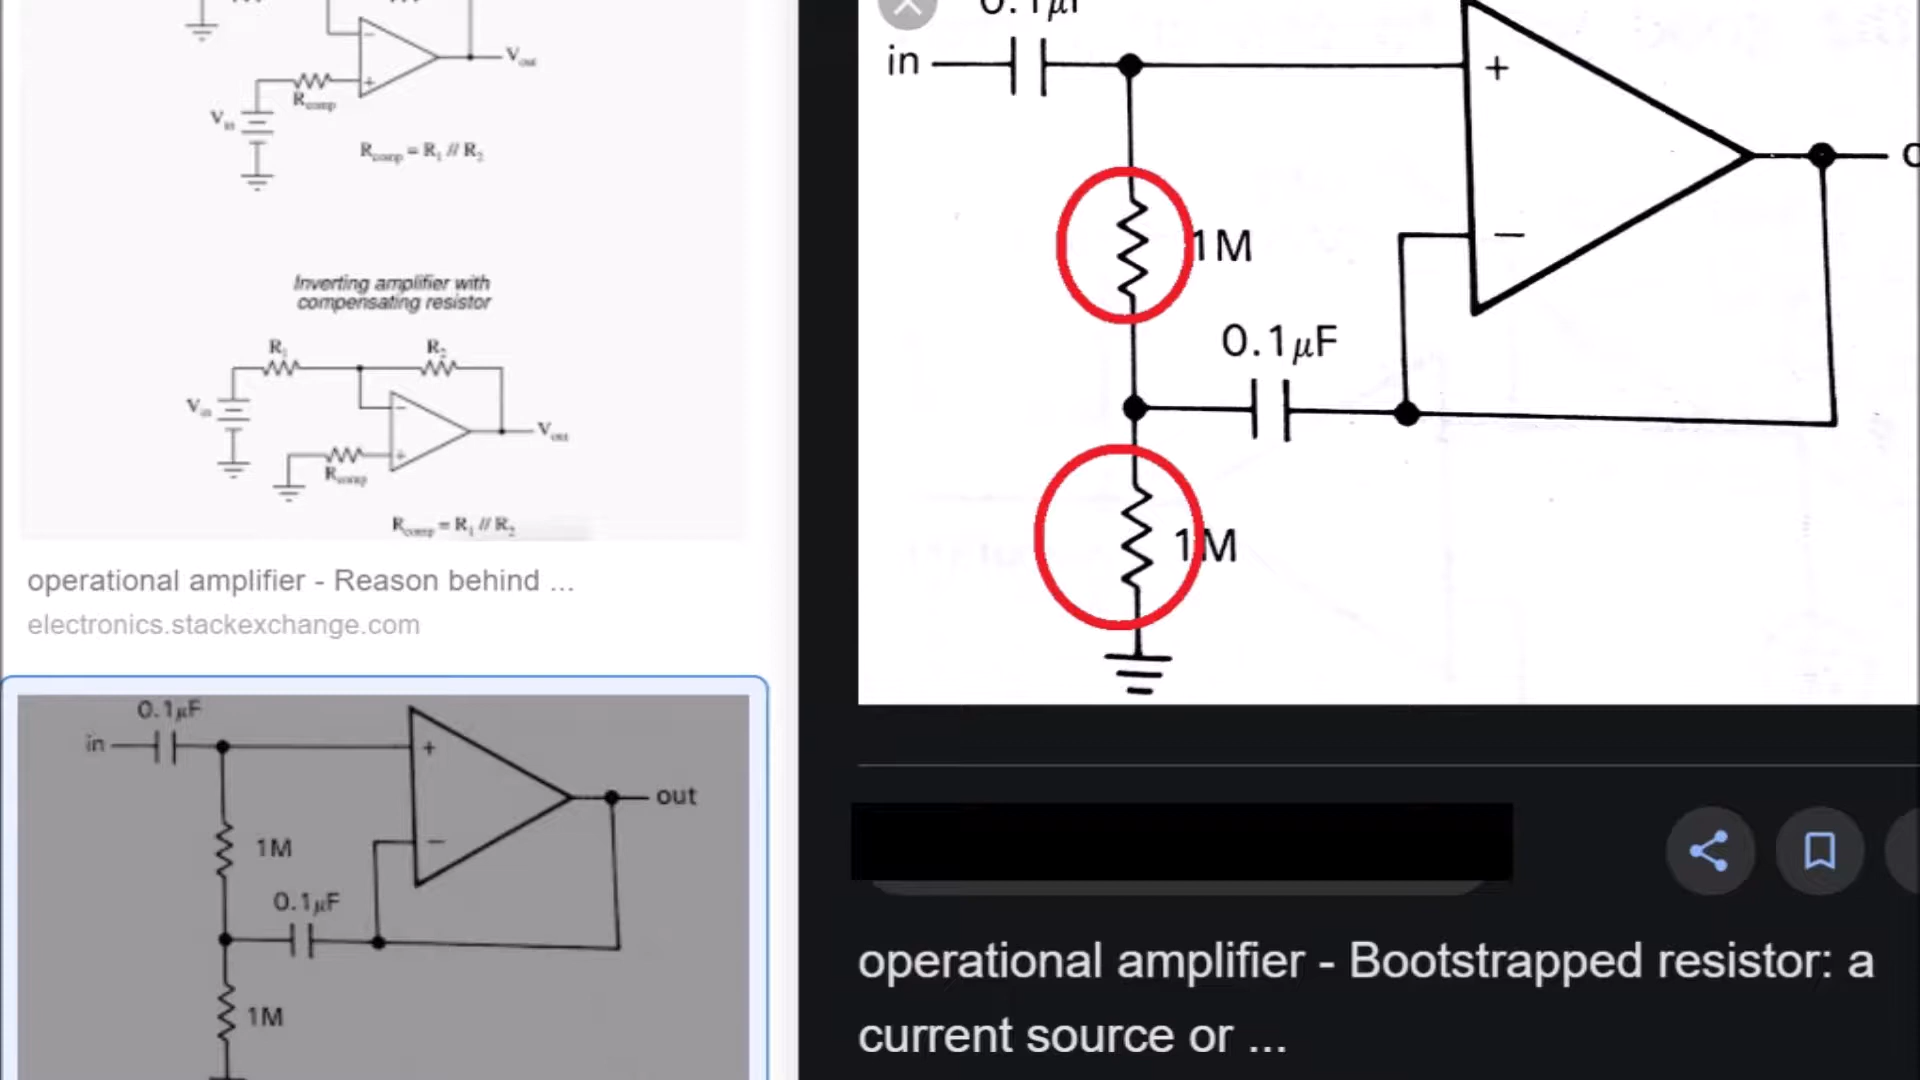 Vout
Rcomp
Vin
Rcomp = R1 // R2
Inverting amplifier with
compensating resistor
R1
R2
Vin
Vout
Rcomp
Rcomp = R1 // R2
operational amplifier - Reason behind ...
electronics.stackexchange.com
0.1μF
in
+
out
1M
−
0.1μF
1M
0.1μF
in
+
1M
−
0.1μF
1M
operational amplifier - Bootstrapped resistor: a
current source or ...